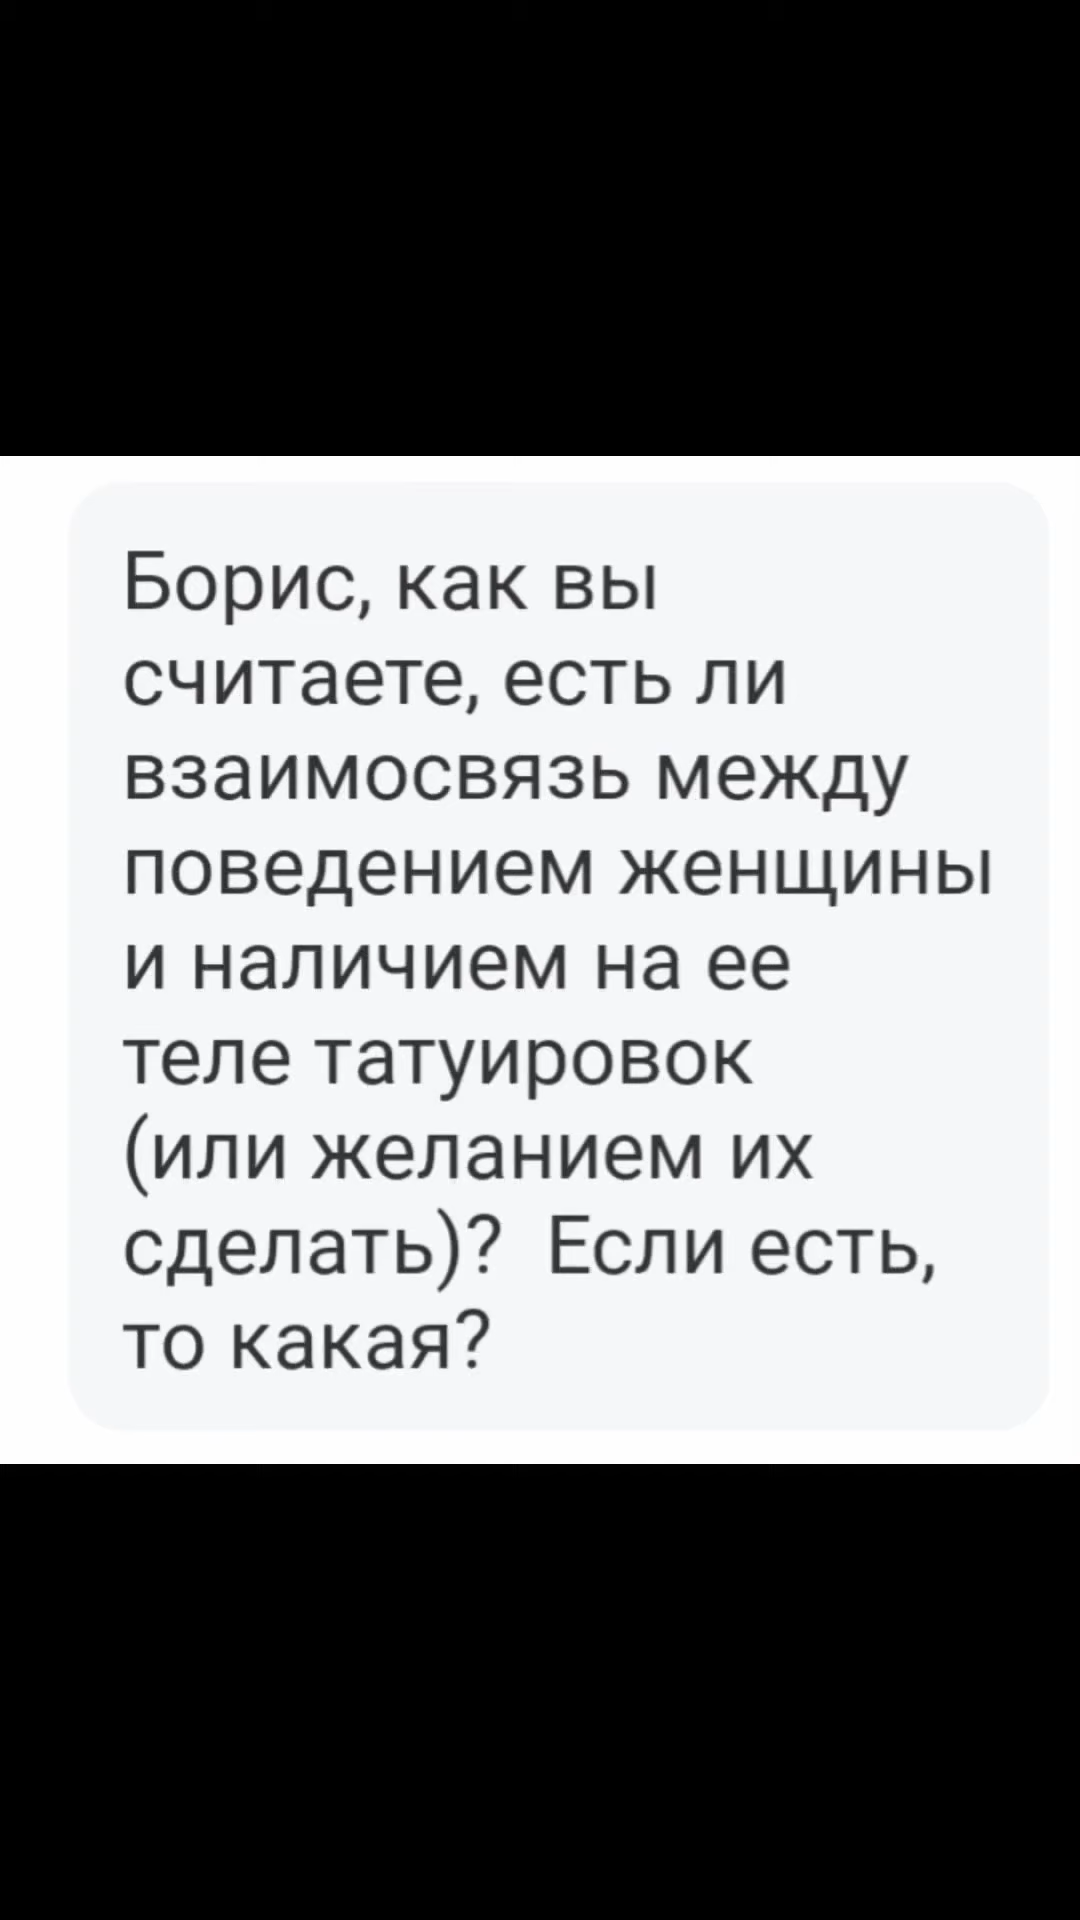 Борис, как вы
считаете, есть ли
взаимосвязь между
поведением женщины
и наличием на ее
теле татуировок
(или желанием их
сделать)?  Если есть,
то какая?